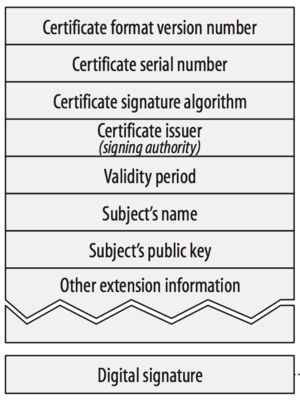 Certificate format version number
Certificate serial number
Certificate signature algorithm
Certificate issuer
(signing authority)
Validity period
Subject's name
Subject's public key
Other extension information
Digital signature